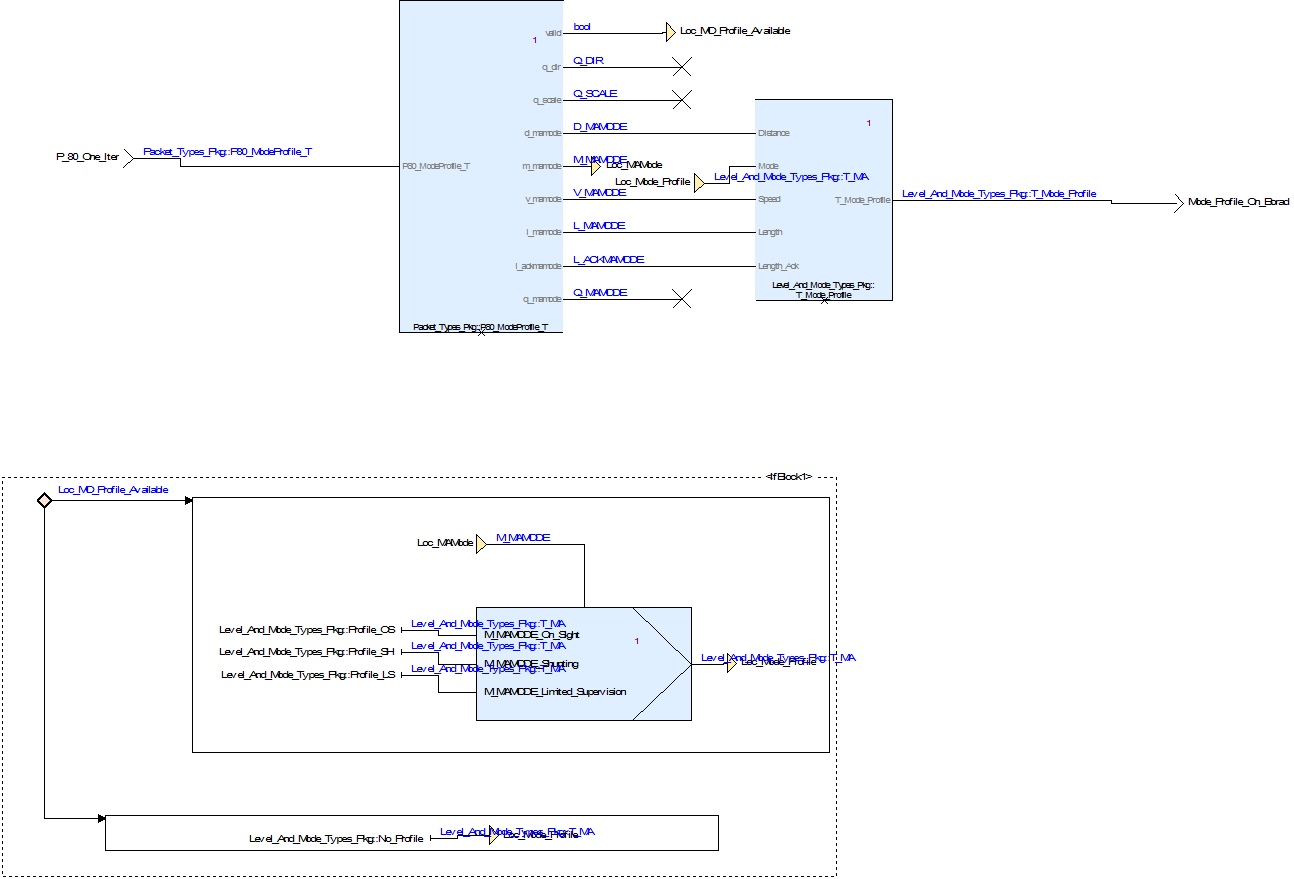 valid
bool
Loc_MD_Profile_Available
1
q_dir
Q_DIR
q_scale
Q_SCALE
d_mamode
D_MAMODE
Distance
1
P_80_One_Iter
Packet_Types_Pkg::P80_ModeProfile_T
P80_ModeProfile_T
m_mamode
M_MAMODE
Loc_MAMode
Mode
Loc_Mode_Profile
Level_And_Mode_Types_Pkg::T_MA
v_mamode
V_MAMODE
Speed
T_Mode_Profile
Level_And_Mode_Types_Pkg::T_Mode_Profile
Mode_Profile_On_Eorad
l_mamode
L_MAMODE
Length
l_ackmamode
L_ACKMAMODE
Length_Ack
q_mamode
Q_MAMODE
Level_And_Mode_Types_Pkg::
T_Mode_Profile
Packet_Types_Pkg::P80_ModeProfile_T
<IfBlock1>
Loc_MD_Profile_Available
Loc_MAMode
M_MAMODE
Level_And_Mode_Types_Pkg::Profile_OS
Level_And_Mode_Types_Pkg::T_MA
M_MAMODE_On_Sight
1
Level_And_Mode_Types_Pkg::Profile_SH
Level_And_Mode_Types_Pkg::T_MA
M_MAMODE_Shunting
Level_And_Mode_Types_Pkg::Profile_LS
Level_And_Mode_Types_Pkg::T_MA
M_MAMODE_Limited_Supervision
Level_And_Mode_Types_Pkg::T_MA
Loc_Mode_Profile
Level_And_Mode_Types_Pkg::No_Profile
Level_And_Mode_Types_Pkg::T_MA
Loc_Mode_Profile